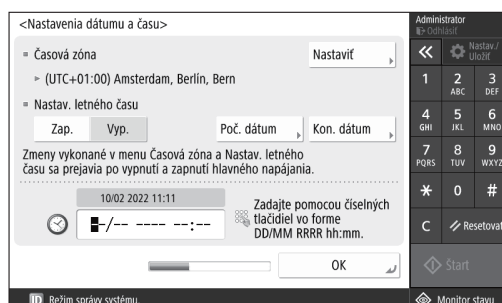 <Nastavenia dátumu a času>
Administrator
Odhlásiť
Časová zóna
Nastaviť
Nastav./
Uložiť
(UTC+01:00) Amsterdam, Berlín, Bern
1
2 ABC
3 DEF
Nastav. letného času
Zap.
Vyp.
Poč. dátum
Kon. dátum
4 GHI
5 JKL
6 MNO
Zmeny vykonané v menu Časová zóna a Nastav. letného
času sa prejavia po vypnutí a zapnutí hlavného napájania.
7 PQRS
8 TUV
9 WXYZ
10/02 2022 11:11
--/-- ---- --:--
Zadajte pomocou číselných
tlačidiel vo forme
DD/MM RRRR hh:mm.
0
#
C
Resetovať
OK
Štart
ID Režim správy systému.
Monitor stavu